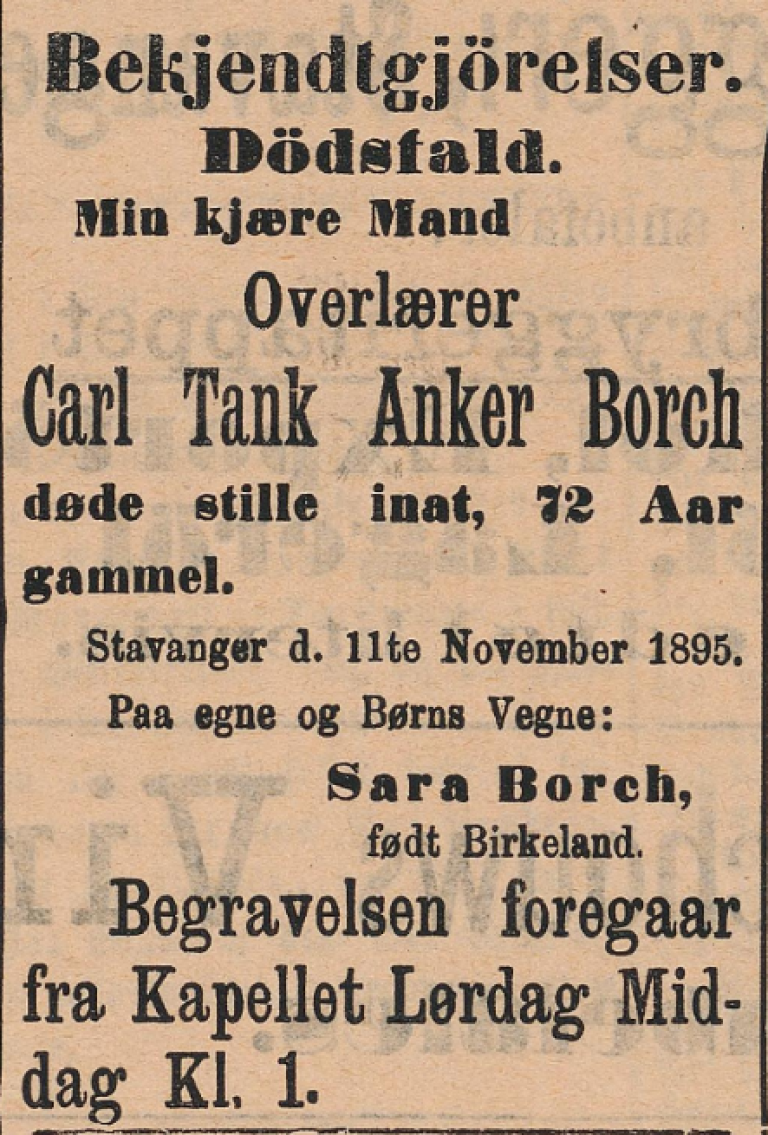 Bekjendtgjörelser.
Dödsfald.
Min kjære Mand
Overlærer
Carl Tank Anker Borch
døde stille inat, 72 Aar
gammel.
Stavanger d. 11te November 1895.
Paa egne og Børns Vegne:
Sara Borch,
født Birkeland.
Begravelsen foregaar
fra Kapellet Lørdag Mid-
dag Kl. 1.